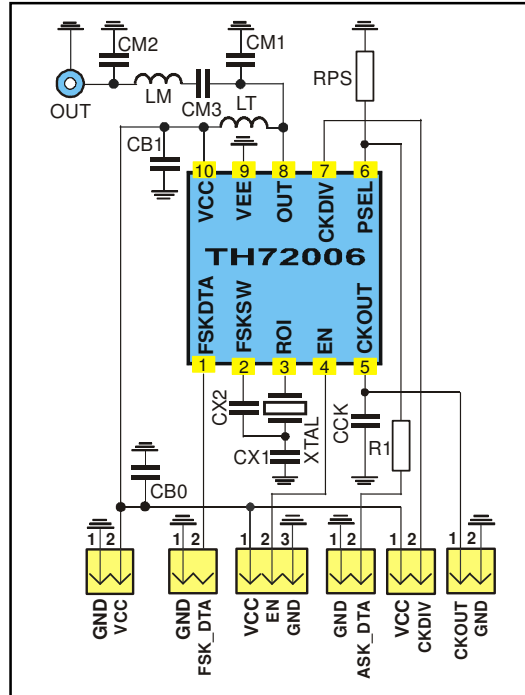 CM2
CM1
RPS
LM
CM3
LT
OUT
CB1
10 9 8 7 6
VCC VEE OUT CKDIV PSEL
TH72006
FSKDTA FSKSW ROI EN CKOUT
1 2 3 4 5
CX2
CX1
XTAL
CCK
R1
CB0
1 2 1 2 1 2 3 1 2 1 2 1 2
GND VCC GND FSK_DTA VCC EN GND GND ASK_DTA VCC CKDIV CKOUT GND